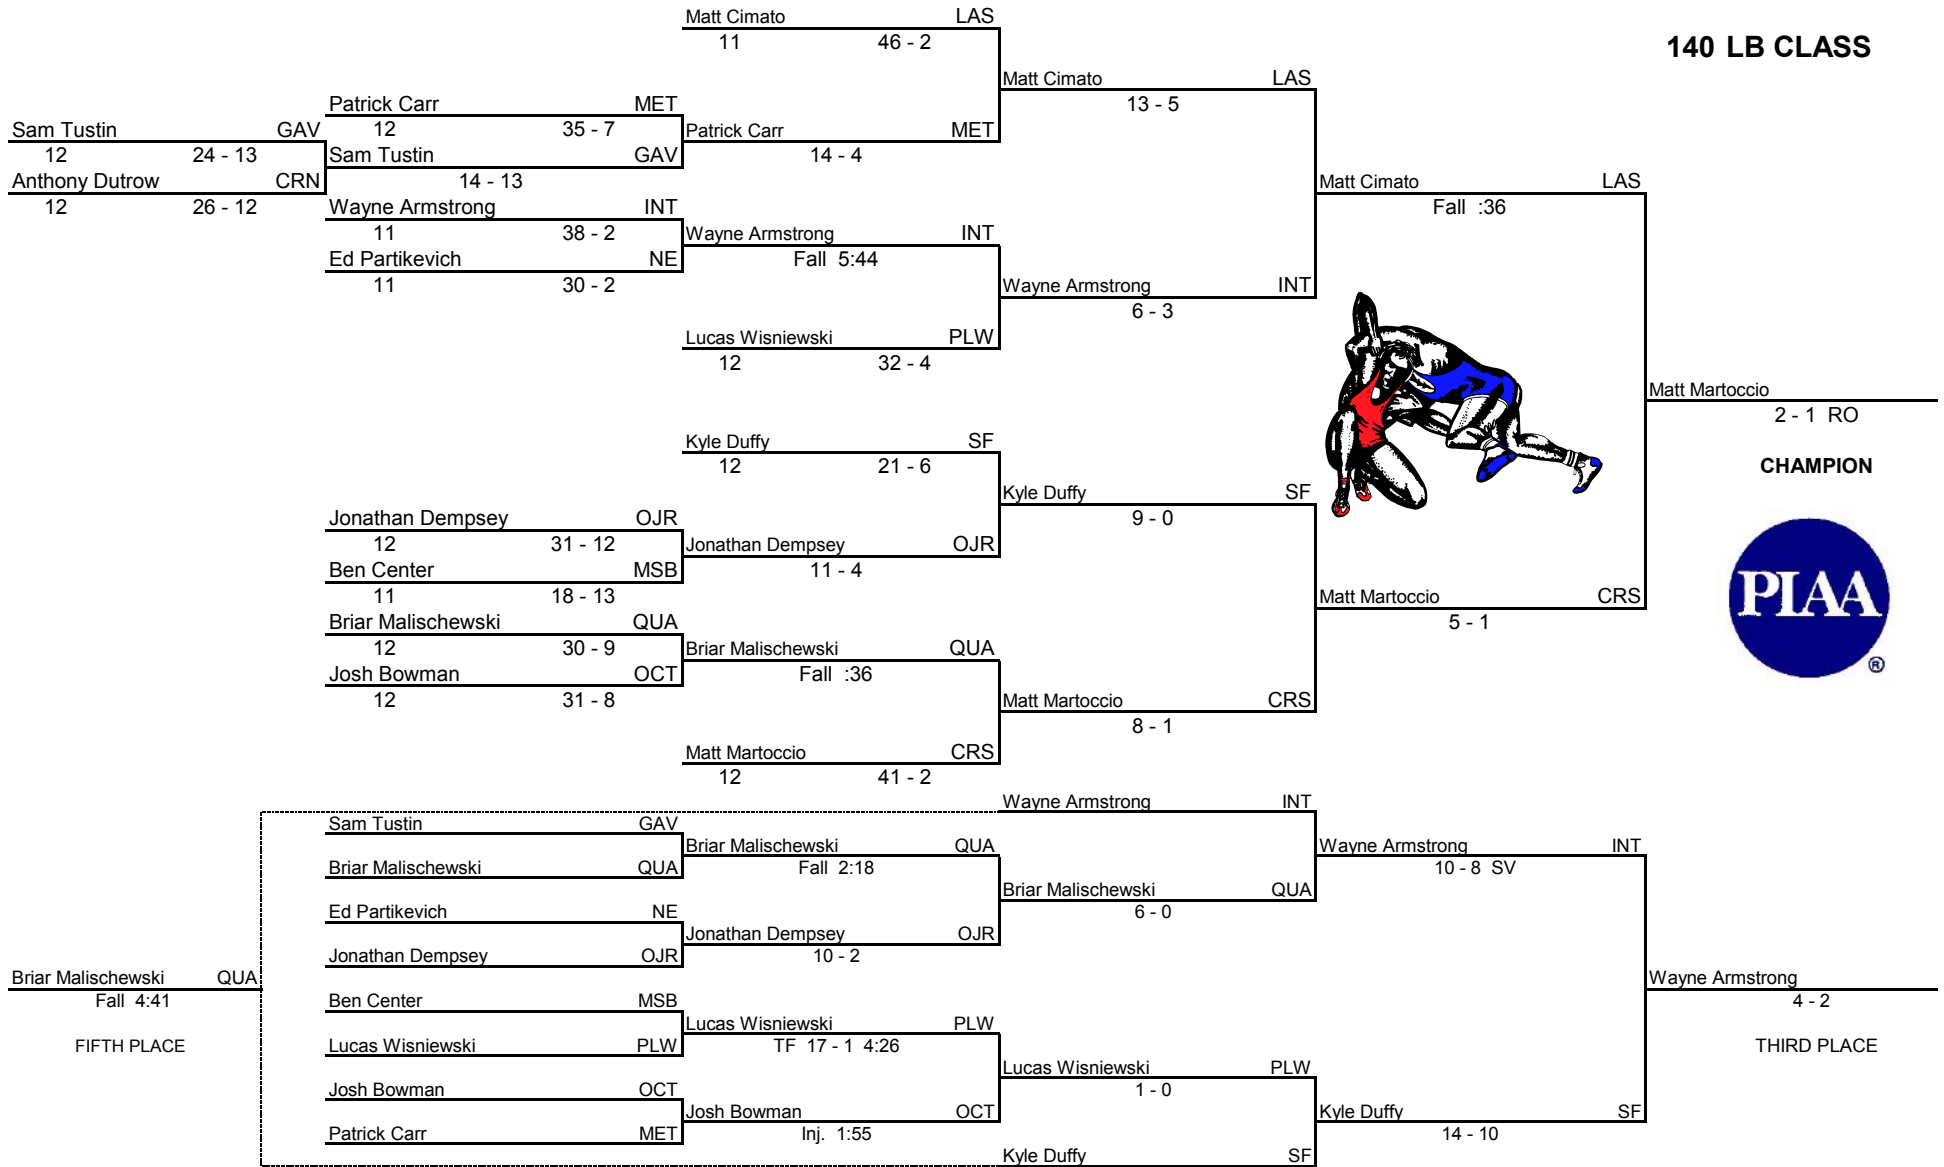 140 LB CLASS
Matt Cimato LAS
11 46 - 2
Matt Cimato LAS
13 - 5
Patrick Carr MET
12 35 - 7
Sam Tustin GAV
12 24 - 13
Patrick Carr MET
14 - 4
Sam Tustin GAV
14 - 13
Anthony Dutrow CRN
12 26 - 12
Matt Cimato LAS
Fall :36
Wayne Armstrong INT
11 38 - 2
Wayne Armstrong INT
Fall 5:44
Ed Partikevich NE
11 30 - 2
Wayne Armstrong INT
6 - 3
Lucas Wisniewski PLW
12 32 - 4
Matt Martoccio
2 - 1 RO
CHAMPION
Kyle Duffy SF
12 21 - 6
Kyle Duffy SF
9 - 0
Jonathan Dempsey OJR
12 31 - 12
Jonathan Dempsey OJR
11 - 4
Ben Center MSB
11 18 - 13
PIAA
®
Matt Martoccio CRS
5 - 1
Briar Malischewski QUA
12 30 - 9
Briar Malischewski QUA
Fall :36
Josh Bowman OCT
12 31 - 8
Matt Martoccio CRS
8 - 1
Matt Martoccio CRS
12 41 - 2
Wayne Armstrong INT
Sam Tustin GAV
Briar Malischewski QUA
Fall 2:18
Wayne Armstrong INT
10 - 8 SV
Briar Malischewski QUA
Briar Malischewski QUA
6 - 0
Ed Partikevich NE
Jonathan Dempsey OJR
10 - 2
Jonathan Dempsey OJR
Briar Malischewski QUA
Fall 4:41
FIFTH PLACE
Wayne Armstrong
4 - 2
THIRD PLACE
Ben Center MSB
Lucas Wisniewski PLW
TF 17 - 1 4:26
Lucas Wisniewski PLW
Lucas Wisniewski PLW
1 - 0
Josh Bowman OCT
Josh Bowman OCT
Inj. 1:55
Kyle Duffy SF
14 - 10
Patrick Carr MET
Kyle Duffy SF